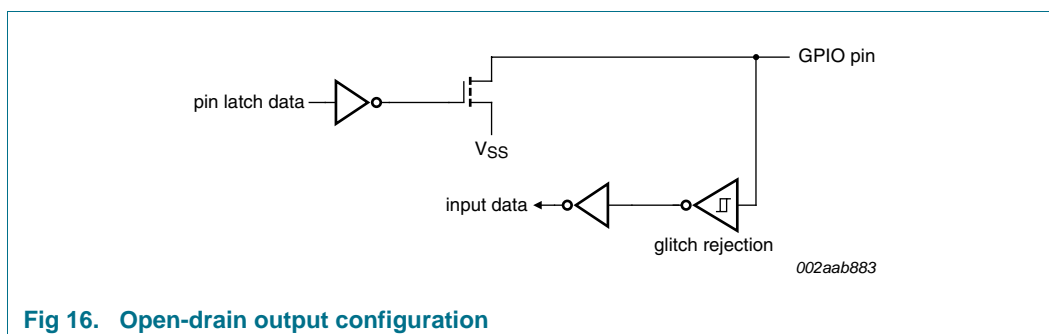 GPIO pin
pin latch data
VSS
input data
glitch rejection
002aab883
Fig 16. Open-drain output configuration